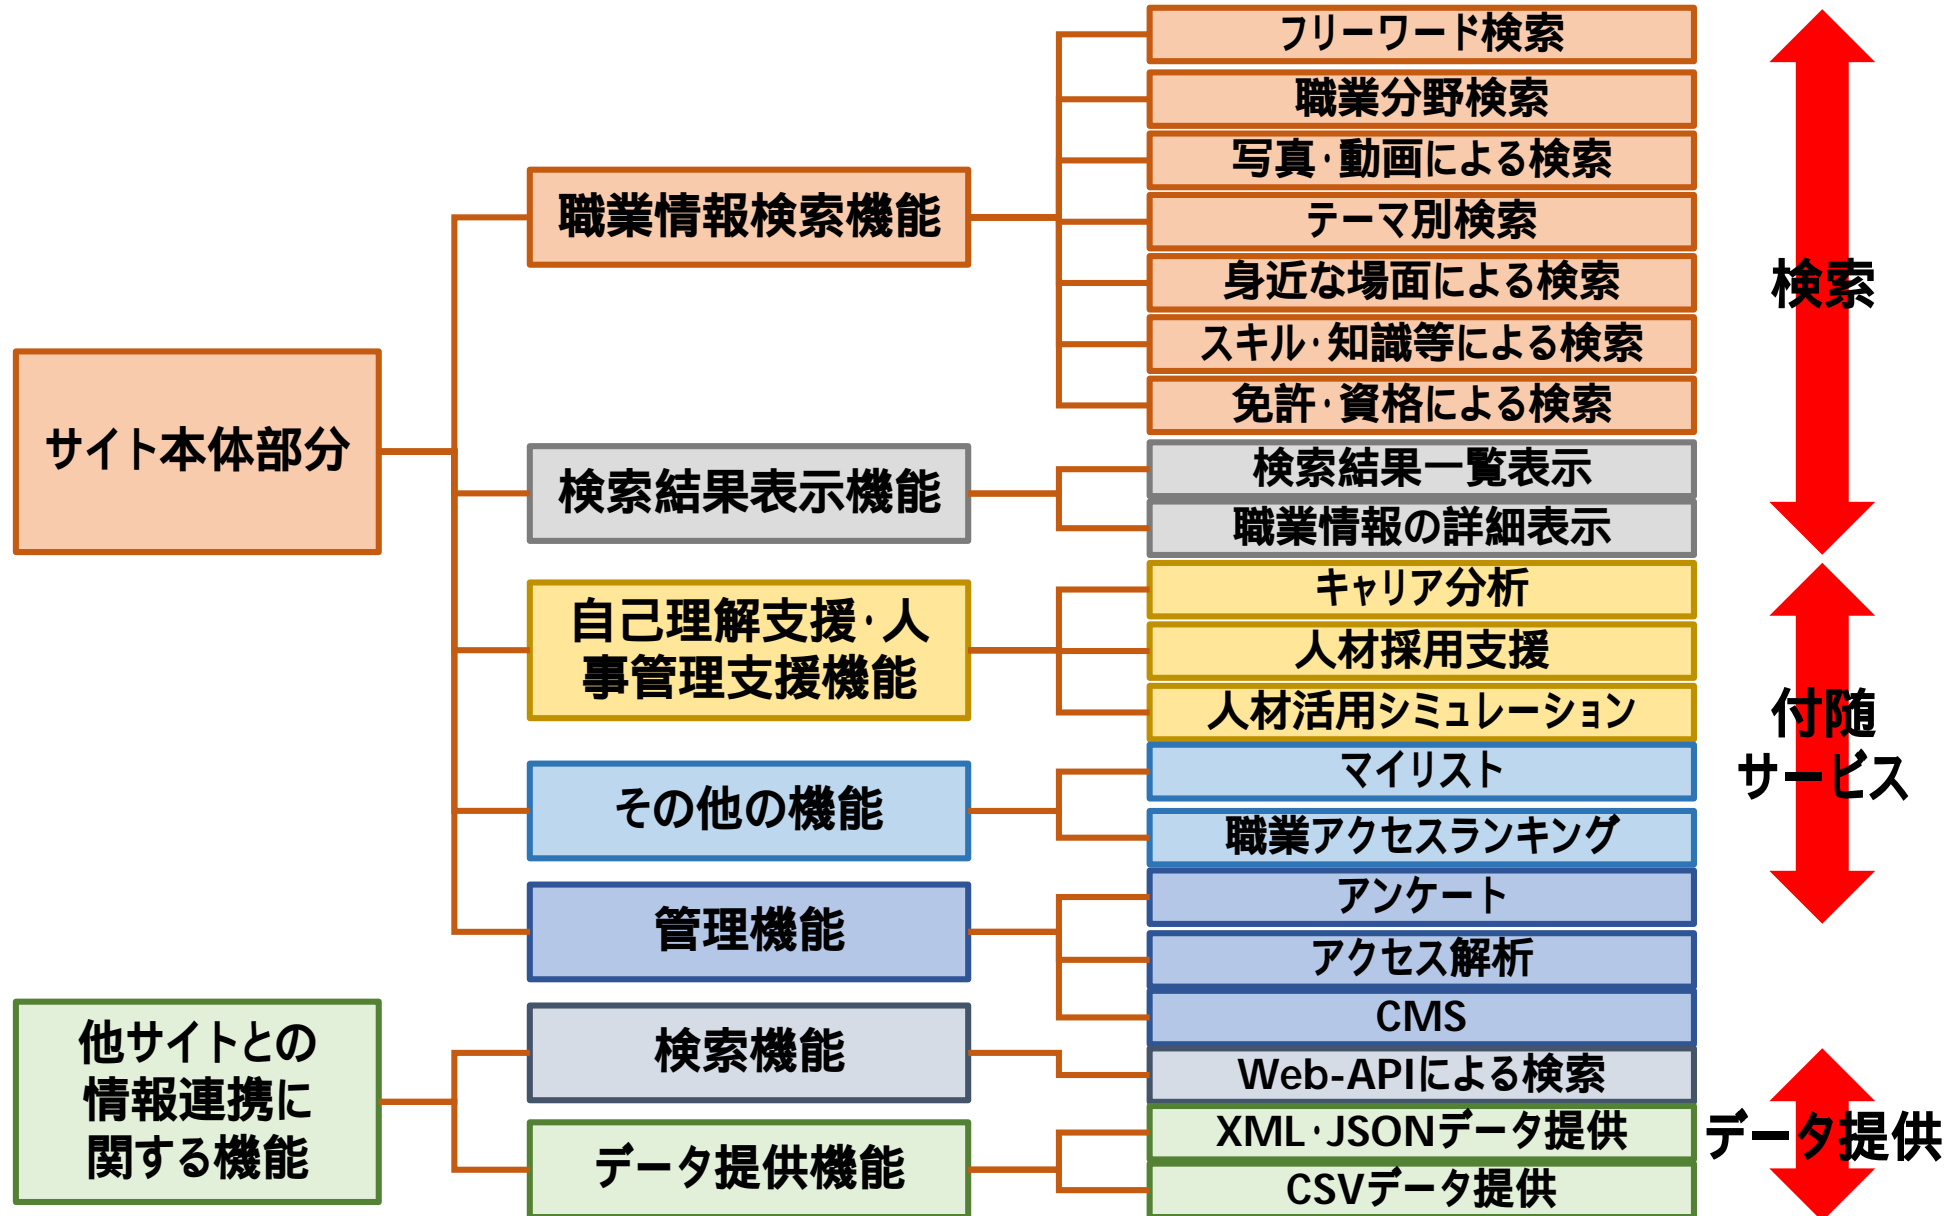 サイト本体部分
職業情報検索機能
フリーワード検索
職業分野検索
写真・動画による検索
テーマ別検索
身近な場面による検索
スキル・知識等による検索
免許・資格による検索
検索結果表示機能
検索結果一覧表示
職業情報の詳細表示
検索
自己理解支援・人
事管理支援機能
キャリア分析
人材採用支援
人材活用シミュレーション
その他の機能
マイリスト
職業アクセスランキング
管理機能
アンケート
アクセス解析
CMS
付随
サービス
他サイトとの
情報連携に
関する機能
検索機能
Web-APIによる検索
データ提供機能
XML・JSONデータ提供
CSVデータ提供
データ提供